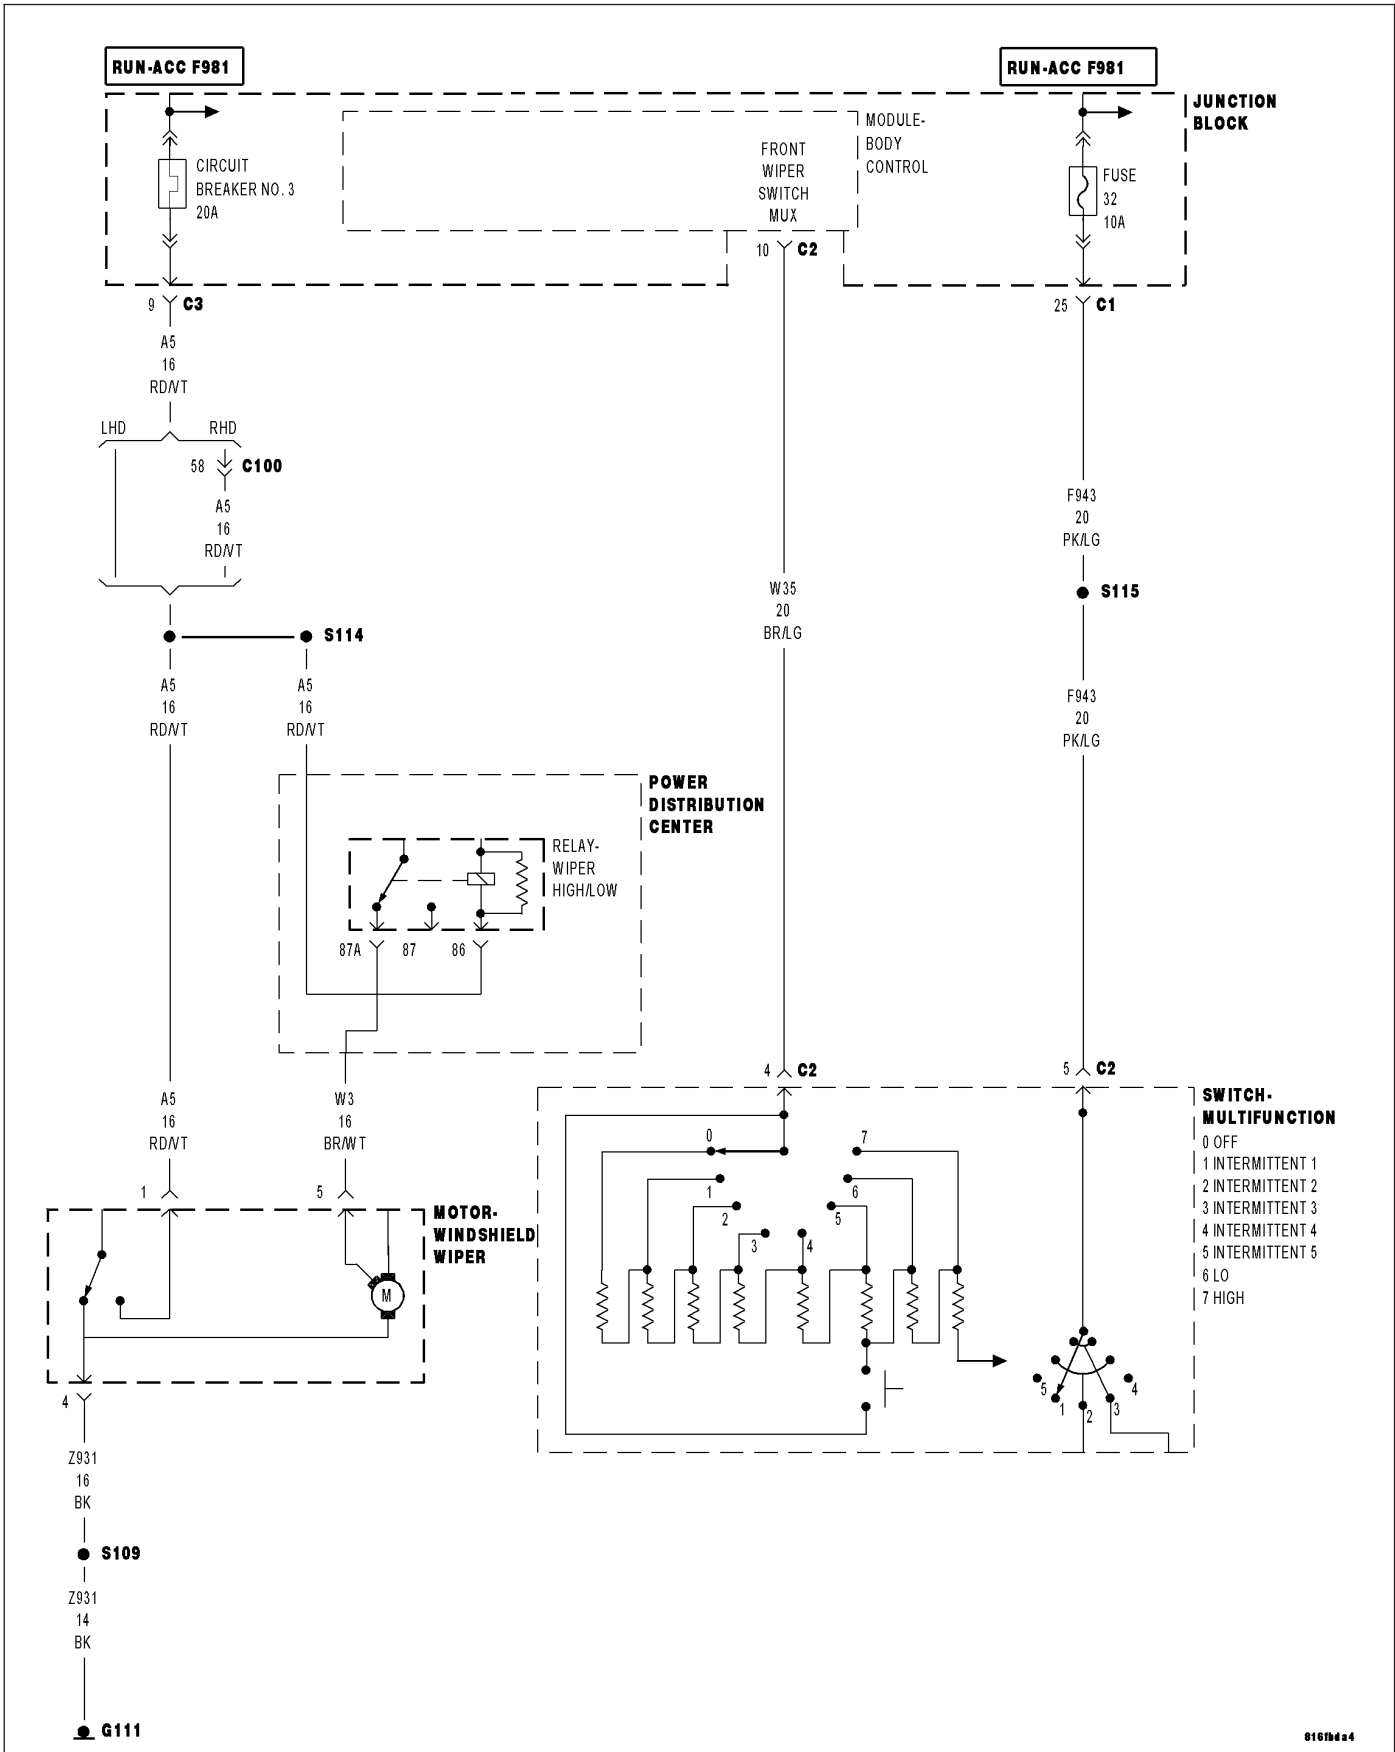 RUN-ACC F981
RUN-ACC F981
JUNCTION
BLOCK
MODULE-
BODY
CONTROL
FRONT
WIPER
SWITCH
MUX
CIRCUIT
BREAKER NO. 3
20A
FUSE
32
10A
10 C2
9 C3
25 C1
A5
16
RD/VT
LHD RHD
58 C100
A5
16
RD/VT
F943
20
PK/LG
W35
20
BR/LG
S115
S114
A5
16
RD/VT
A5
16
RD/VT
F943
20
PK/LG
POWER
DISTRIBUTION
CENTER
RELAY-
WIPER
HIGH/LOW
87A 87 86
4 C2
5 C2
A5
16
RD/VT
W3
16
BR/WT
SWITCH-
MULTIFUNCTION
0 OFF
1 INTERMITTENT 1
2 INTERMITTENT 2
3 INTERMITTENT 3
4 INTERMITTENT 4
5 INTERMITTENT 5
6 LO
7 HIGH
0 7
1 6
2 5
3 4
1 5
MOTOR-
WINDSHIELD
WIPER
M
5 4
1 2 3
4
Z931
16
BK
S109
Z931
14
BK
G111
816fbda4